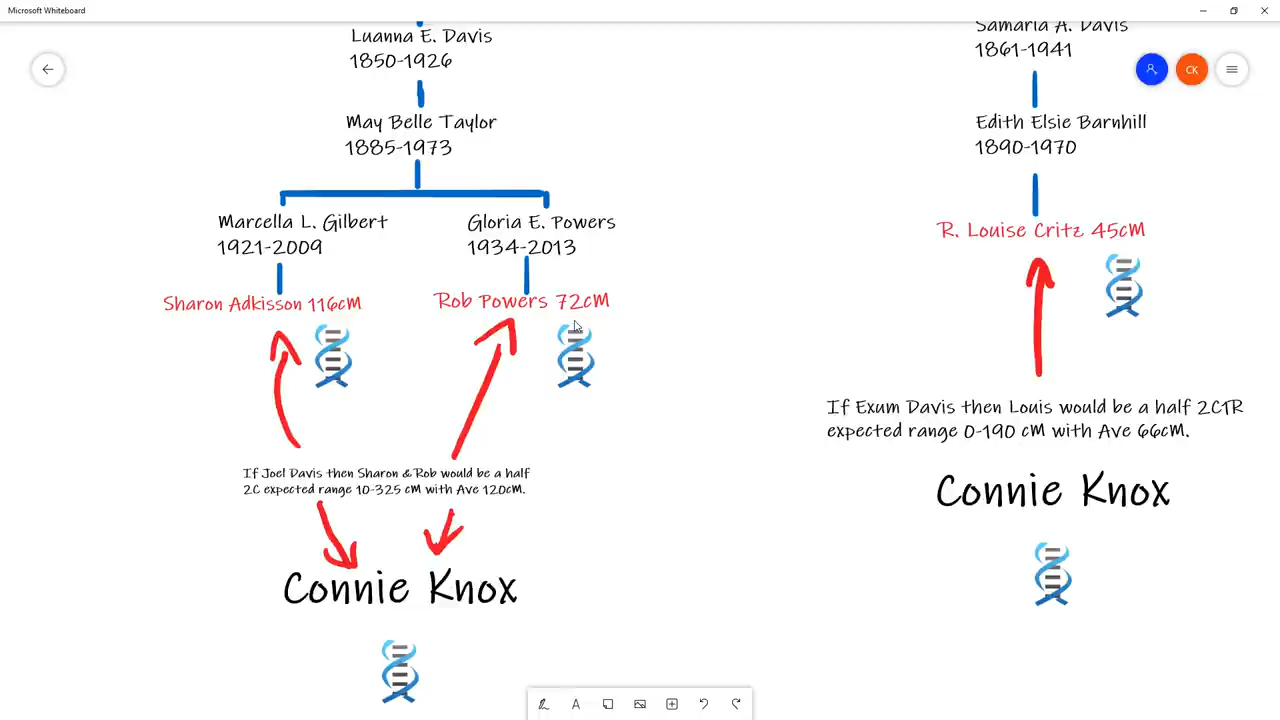 Microsoft Whiteboard
Luanna E. Davis
1850-1926
May Belle Taylor
1885-1973
Marcella L. Gilbert
1921-2009
Gloria E. Powers
1934-2013
Sharon Adkisson 116cM
Rob Powers 72cM
If Joel Davis then Sharon & Rob would be a half
2C expected range 10-325 cM with Ave 120cm.
Connie Knox
Samaria A. Davis
1861-1941
CK
Edith Elsie Barnhill
1890-1970
R. Louise Critz 45cM
If Exum Davis then Louis would be a half 2C1R
expected range 0-190 cM with Ave 66cM.
Connie Knox
A